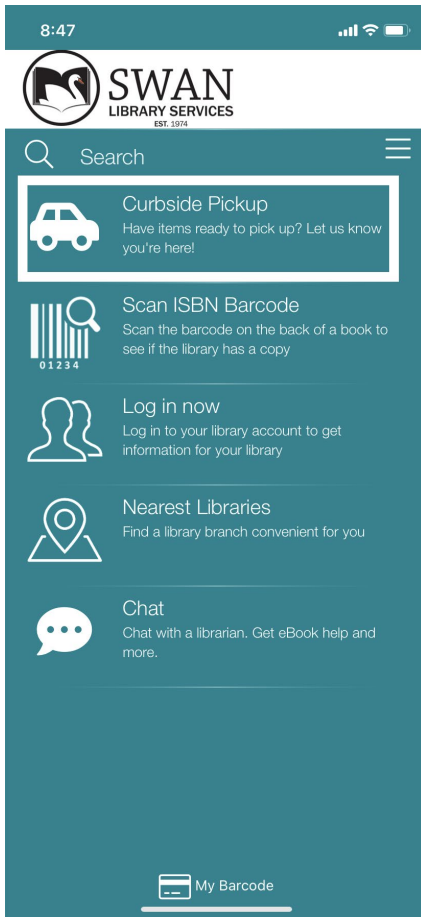 8:47
SWAN
LIBRARY SERVICES
EST. 1974
Search
Curbside Pickup
Have items ready to pick up? Let us know
you're here!
Scan ISBN Barcode
Scan the barcode on the back of a book to
see if the library has a copy
01234
Log in now
Log in to your library account to get
information for your library
Nearest Libraries
Find a library branch convenient for you
Chat
Chat with a librarian. Get eBook help and
more.
My Barcode